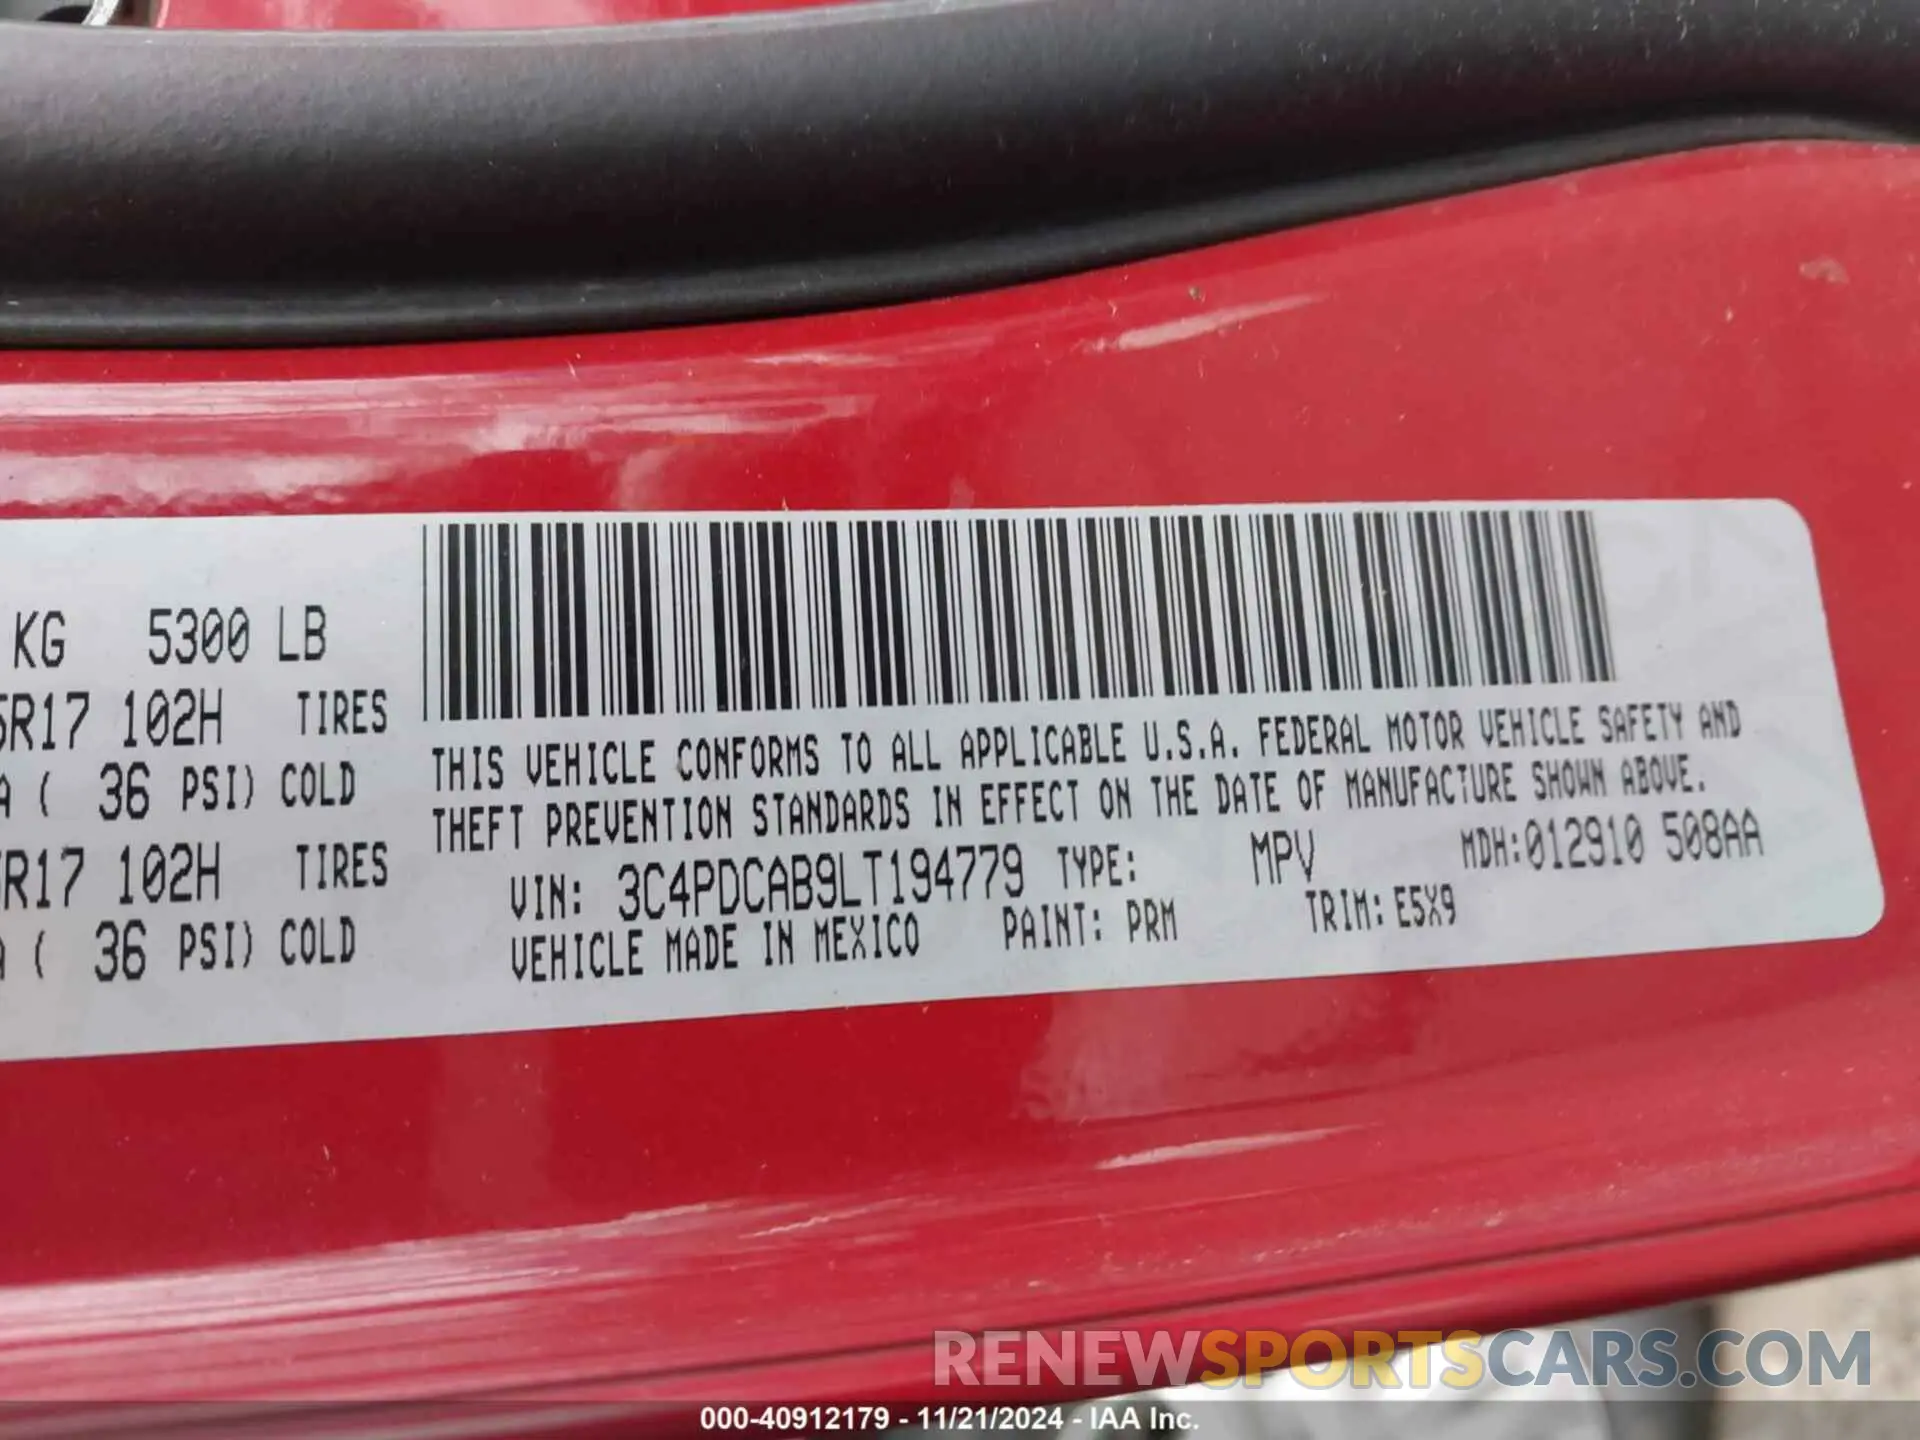 KG 5300 LB
5R17 102H TIRES
A ( 36 PSI) COLD
R17 102H TIRES
( 36 PSI) COLD
THIS VEHICLE CONFORMS TO ALL APPLICABLE U.S.A. FEDERAL MOTOR VEHICLE SAFETY AND
THEFT PREVENTION STANDARDS IN EFFECT ON THE DATE OF MANUFACTURE SHOWN ABOVE.
VIN: 3C4PDCAB9LT194779 TYPE: MPV MDH:012910 508AA
VEHICLE MADE IN MEXICO PAINT: PRM TRIM: E5X9
RENEWSPORTSCARS.COM
000-40912179 - 11/21/2024 - IAA Inc.